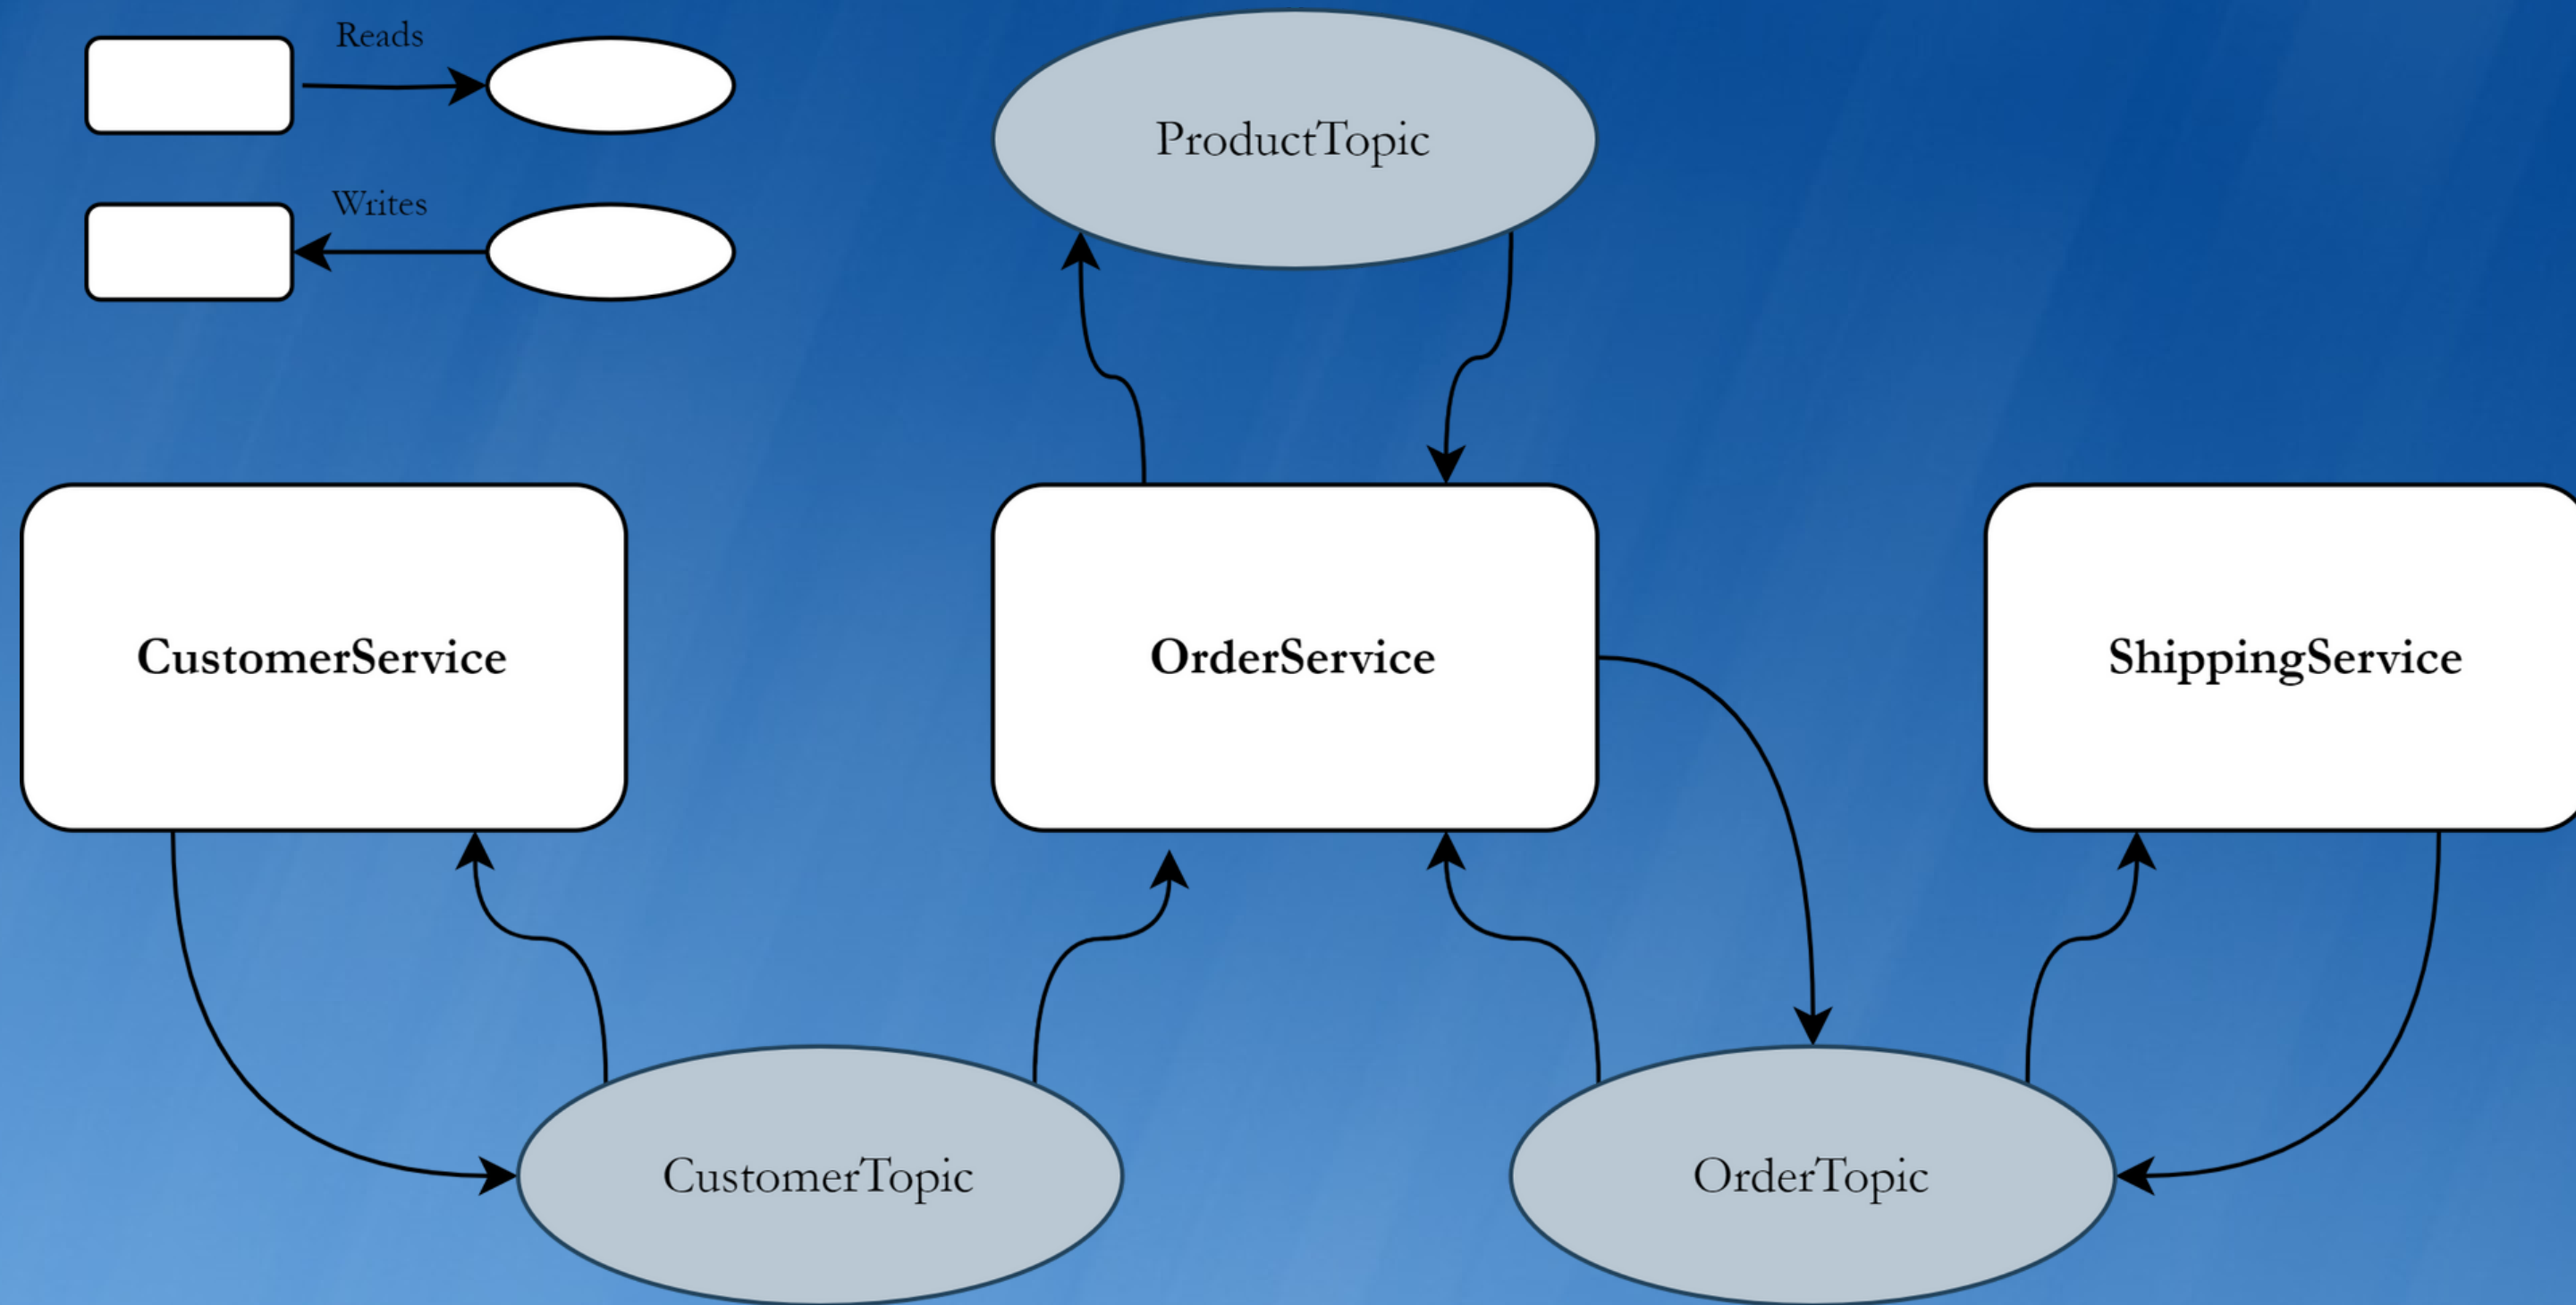 Reads
Writes
ProductTopic
CustomerService
OrderService
ShippingService
CustomerTopic
OrderTopic